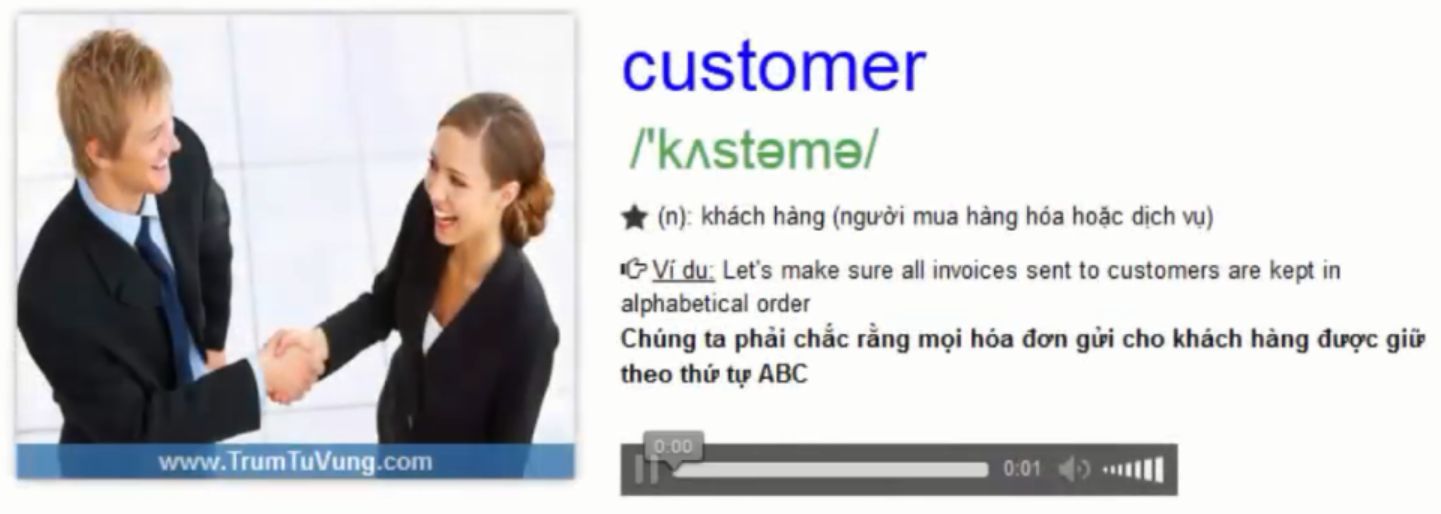 customer
/'kʌstəmə/
★ (n): khách hàng (người mua hàng hóa hoặc dịch vụ)
Ví du: Let's make sure all invoices sent to customers are kept in
alphabetical order
Chúng ta phải chắc rằng mọi hóa đơn gửi cho khách hàng được giữ
theo thứ tự ABC
www.TrumTuVung.com
0:00
0:01